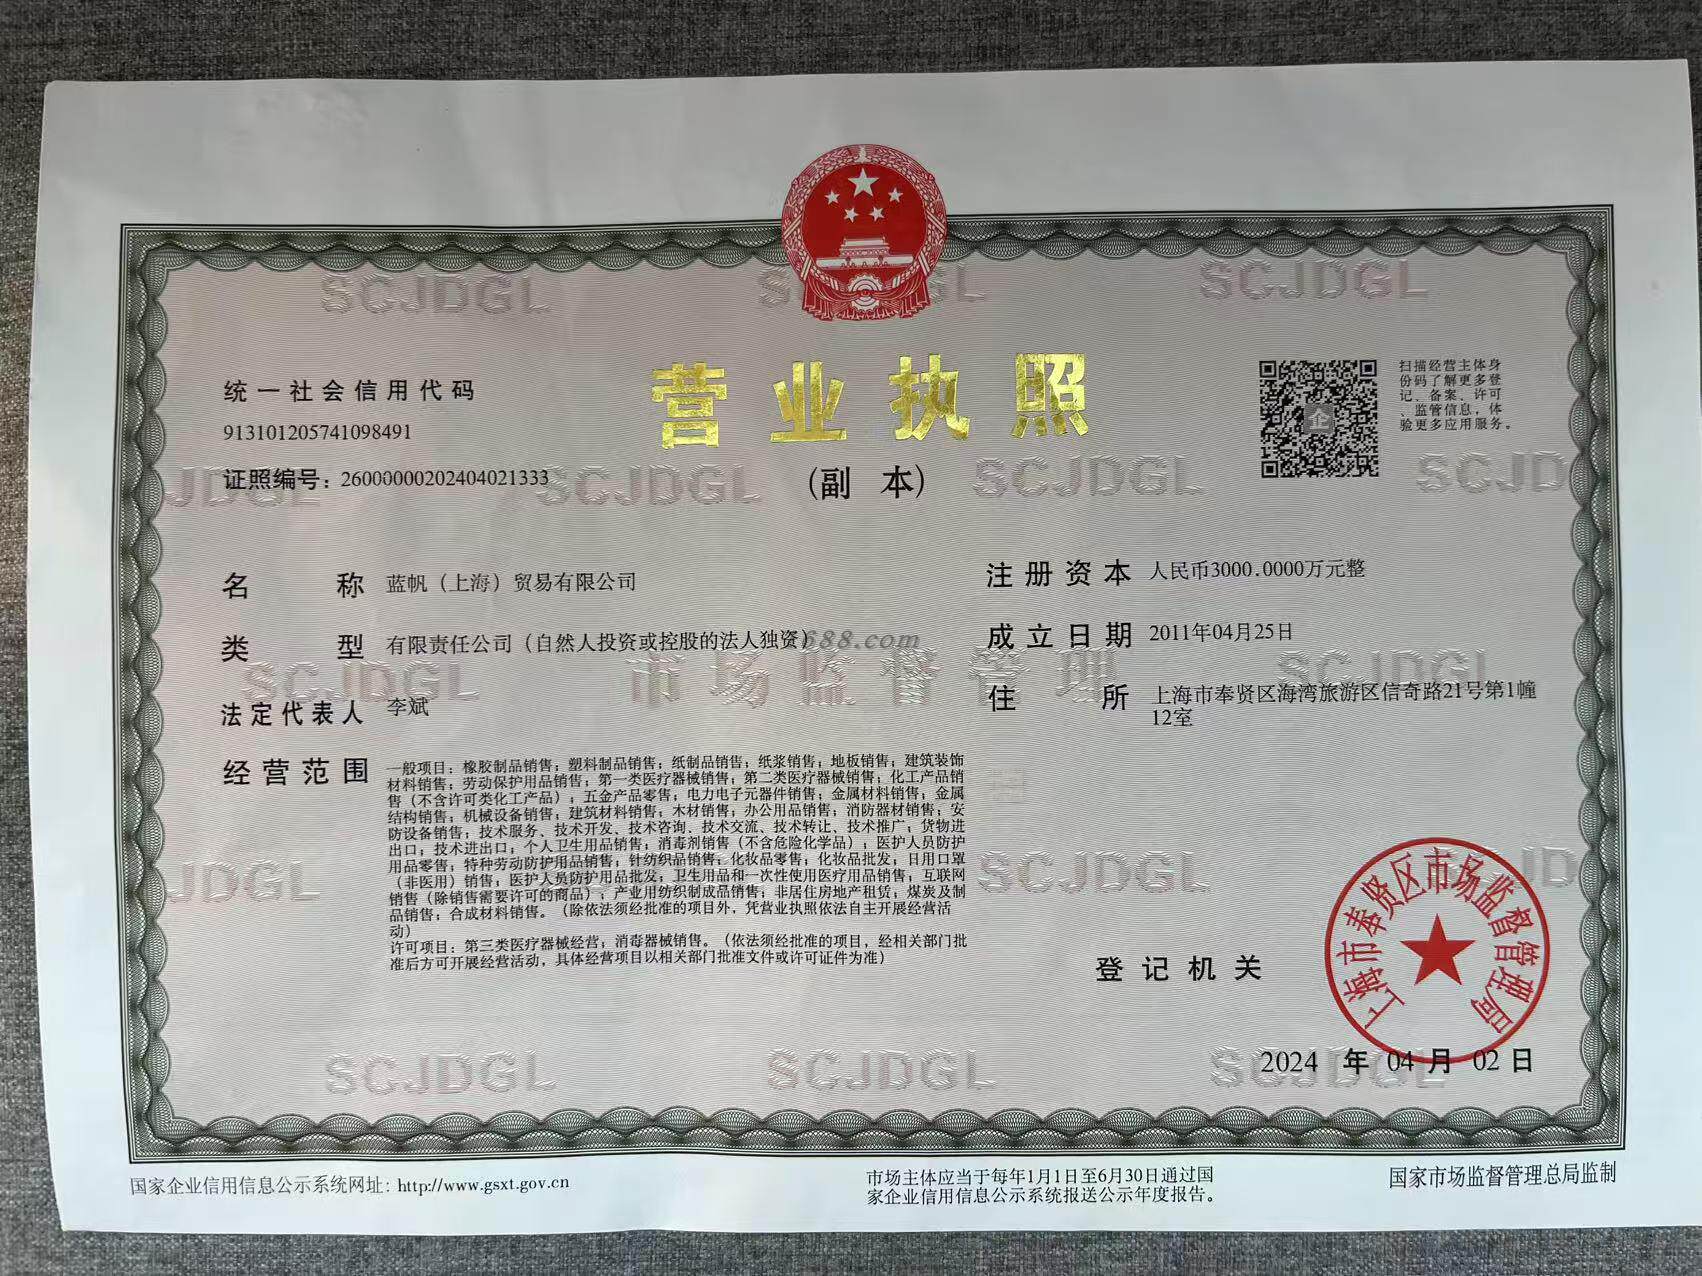 SCJDGL
SCJDGL
SCJDGL
营业执照
(副 本)
统一社会信用代码
913101205741098491
证照编号：26000000202404021333
扫描经营主体身
份码了解更多登
记、备案、许可
、监管信息，体
验更多应用服务。
企
JDGL
SCJDGL
SCJDGL
SCJD
名 称 蓝帆（上海）贸易有限公司
类 型 有限责任公司（自然人投资或控股的法人独资）
688.com
法定代表人 李斌
注册资本 人民币3000.0000万元整
成立日期 2011年04月25日
住 所 上海市奉贤区海湾旅游区信奇路21号第1幢
12室
SCJDGL
市场监督管理
SCJDGL
经营范围 一般项目：橡胶制品销售；塑料制品销售；纸制品销售；纸浆销售；地板销售；建筑装饰
材料销售；劳动保护用品销售；第一类医疗器械销售；第二类医疗器械销售；化工产品销
售（不含许可类化工产品）；五金产品零售；电力电子元器件销售；金属材料销售；金属
结构销售；机械设备销售；建筑材料销售；木材销售；办公用品销售；消防器材销售；安
防设备销售；技术服务、技术开发、技术咨询、技术交流、技术转让、技术推广；货物进
出口；技术进出口；个人卫生用品销售；消毒剂销售（不含危险化学品）；医护人员防护
用品零售；特种劳动防护用品销售；针纺织品销售；化妆品零售；化妆品批发；日用口罩
（非医用）销售；医护人员防护用品批发；卫生用品和一次性使用医疗用品销售；互联网
销售（除销售需要许可的商品）；产业用纺织制成品销售；非居住房地产租赁；煤炭及制
品销售；合成材料销售。（除依法须经批准的项目外，凭营业执照依法自主开展经营活
动）
许可项目：第三类医疗器械经营；消毒器械销售。（依法须经批准的项目，经相关部门批
准后方可开展经营活动，具体经营项目以相关部门批准文件或许可证件为准）
JDGL
SCJDGL
JD
登记机关
上海市奉贤区市场监督管理局
2024 年 04 月 02 日
SCJDGL
SCJDGL
SCJDGL
国家企业信用信息公示系统网址：http://www.gsxt.gov.cn
市场主体应当于每年1月1日至6月30日通过国
家企业信用信息公示系统报送公示年度报告。
国家市场监督管理总局监制